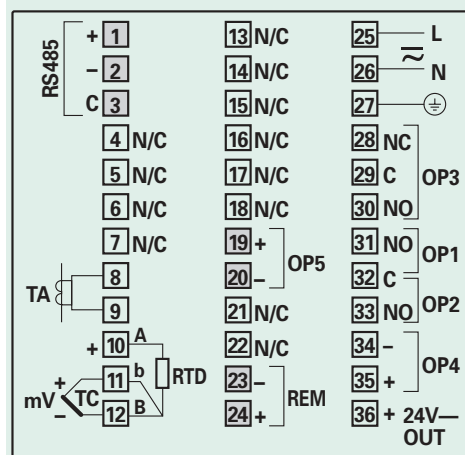 RS485
+ 1
– 2
C 3
4 N/C
5 N/C
6 N/C
7 N/C
TA
8
9
+ 10 A
+ 11 b
RTD
mV TC
– 12 B
13 N/C
14 N/C
15 N/C
16 N/C
17 N/C
18 N/C
19 +
OP5
20 –
21 N/C
22 N/C
23 –
REM
24 +
25 L
26 N
27
28 NC
29 C OP3
30 NO
31 NO OP1
32 C
33 NO OP2
34 –
35 + OP4
36 + 24V
OUT